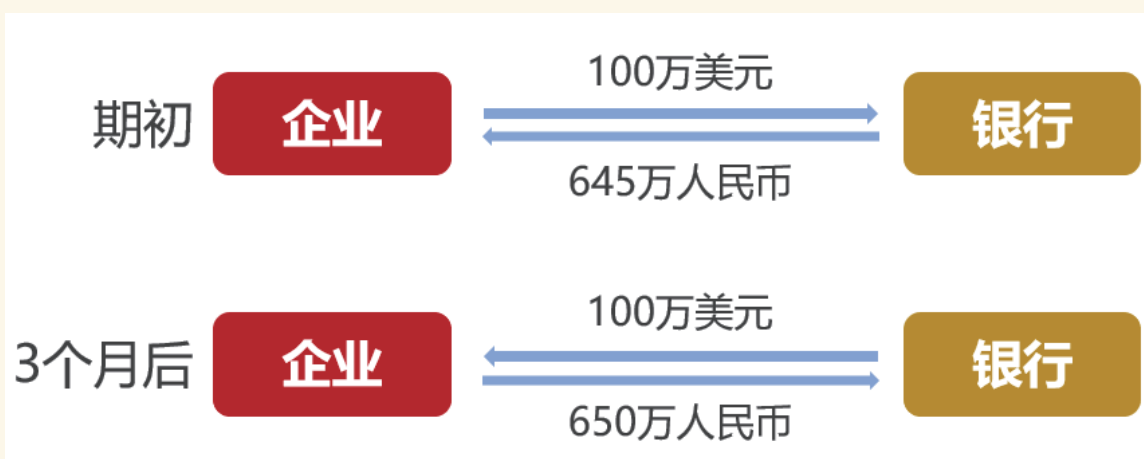 100万美元
期初
企业
银行
645万人民币
100万美元
3个月后
企业
银行
650万人民币